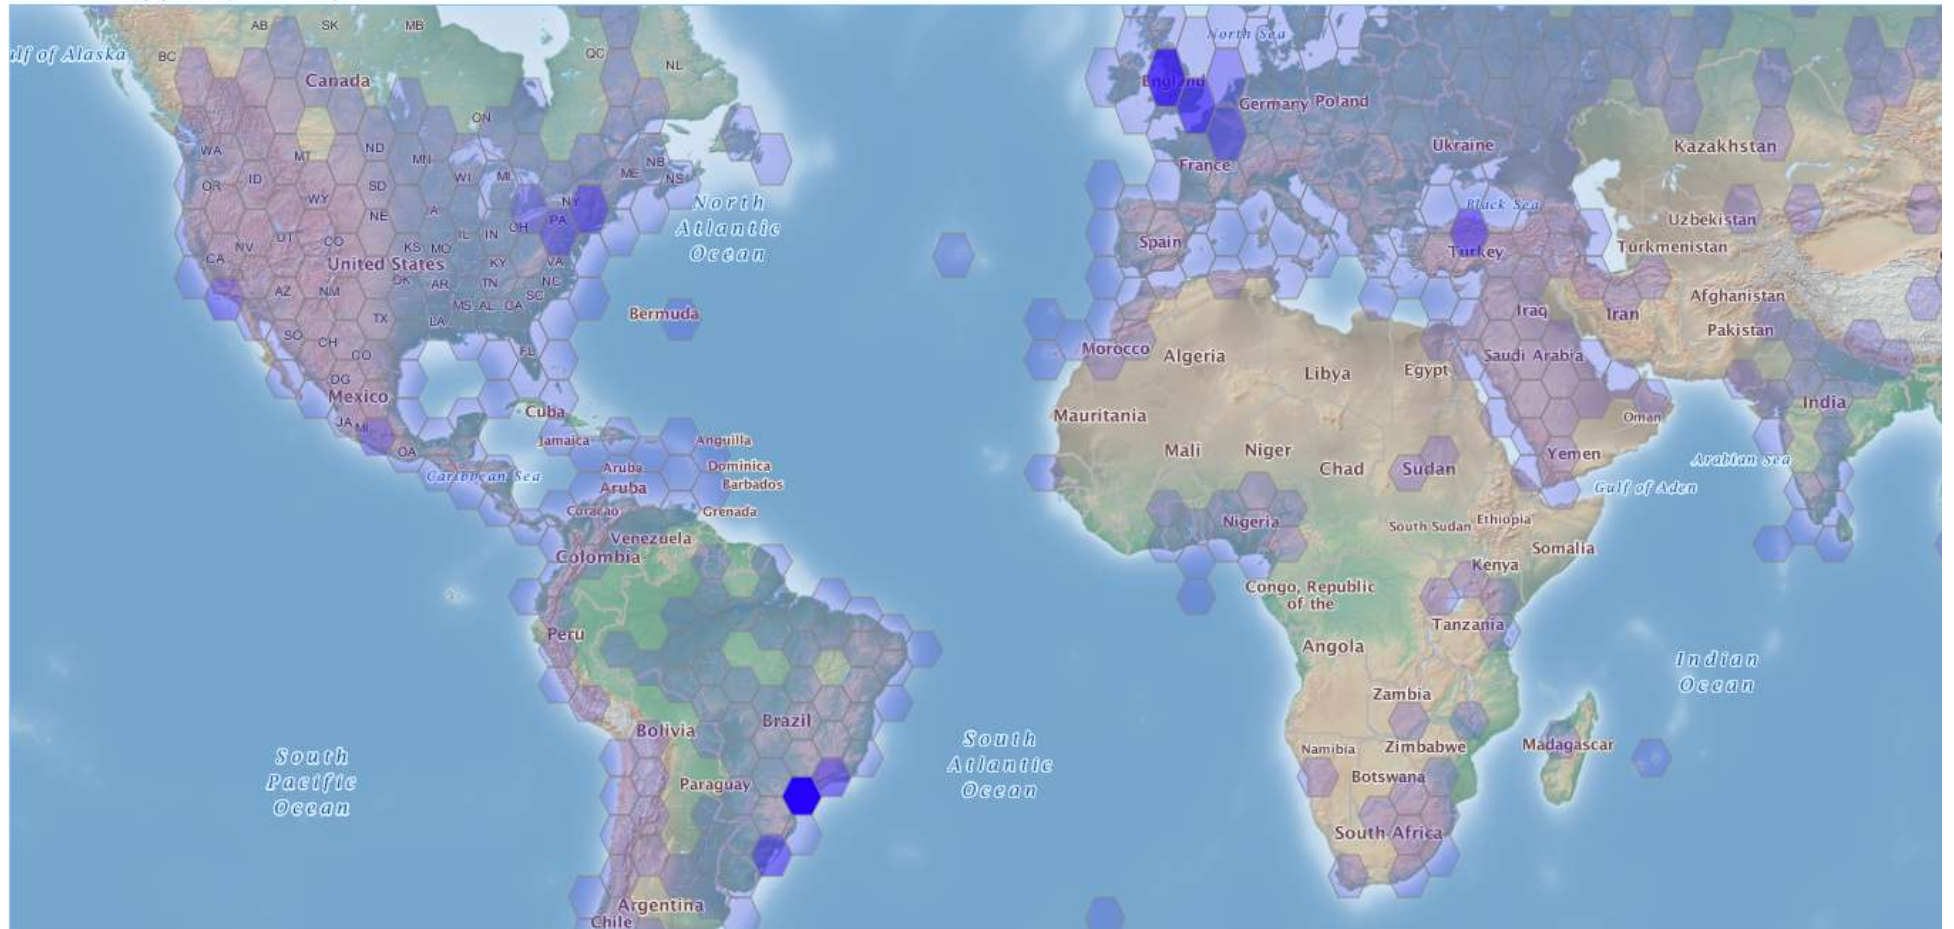 AB
SK
MB
North Sea
ulf of Alaska
BC
QC
NL
Canada
England
Germany
Poland
ON
WA
MT
ND
MN
NB
Ukraine
Kazakhstan
OR
ID
WI
MI
ME
NS
France
SD
WY
NY
North
Atlantic
Ocean
Black Sea
NE
PA
OH
Uzbekistan
UT
CO
IL
IN
Spain
Turkey
Turkmenistan
CA
NV
KS
MO
United States
KY
VA
OK
AR
TN
NC
Afghanistan
AZ
NM
SC
MS
AL
GA
Bermuda
Iraq
Iran
TX
LA
Pakistan
SO
CH
CO
FL
Morocco
Algeria
Saudi Arabia
Egypt
Libya
DG
Mexico
India
Cuba
Mauritania
Oman
JA
MI
Jamaica
Anguilla
OA
Mali
Niger
Yemen
Arabian Sea
Caribbean Sea
Aruba
Dominica
Chad
Sudan
Aruba
Barbados
Gulf of Aden
Curacao
Grenada
Nigeria
South Sudan
Ethiopia
Venezuela
Colombia
Somalia
Kenya
Congo, Republic
of the
Peru
Tanzania
Angola
Indian
Ocean
Zambia
Bolivia
Brazil
South
Pacific
Ocean
South
Atlantic
Ocean
Namibia
Zimbabwe
Madagascar
Paraguay
Botswana
South Africa
Argentina
Chile